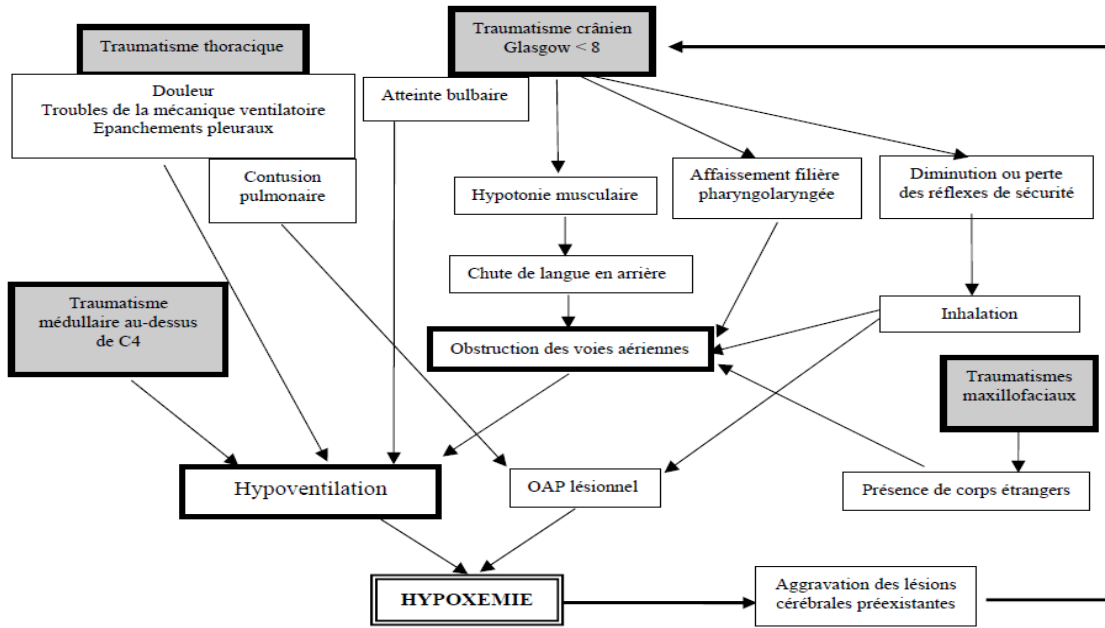 Traumatisme thoracique
Douleur
Troubles de la mécanique ventilatoire
Epanchements pleuraux
Contusion
pulmonaire
Traumatisme crânien
Glasgow < 8
Atteinte bulbaire
Hypotonie musculaire
Affaissement filière
pharyngolaryngée
Diminution ou perte
des réflexes de sécurité
Chute de langue en arrière
Traumatisme
médullaire au-dessus
de C4
Inhalation
Obstruction des voies aériennes
Traumatismes
maxillofaciaux
Hypoventilation
OAP lésionnel
Présence de corps étrangers
HYPOXEMIE
Aggravation des lésions
cérébrales préexistantes